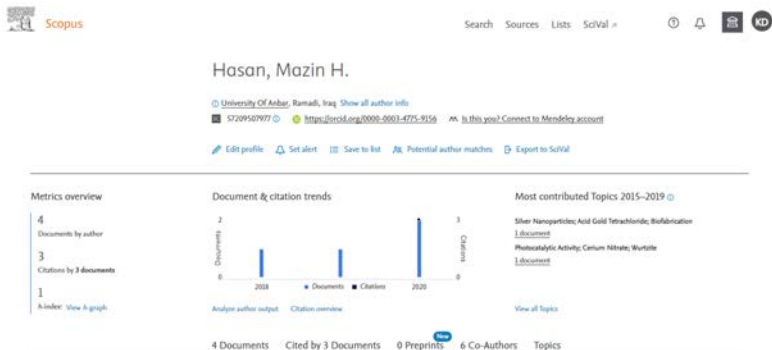 Scopus
Search Sources Lists SciVal ↗
KD
Hasan, Mazin H.
University Of Anbar, Ramadi, Iraq Show all author info
57209507977 https://orcid.org/0000-0003-4775-9156 Is this you? Connect to Mendeley account
Edit profile Set alert Save to list Potential author matches Export to SciVal
Metrics overview
4
Documents by author
3
Citations by 3 documents
1
h-index: View h-graph
Document & citation trends
2
3
Documents
Citations
0
0
2018
2020
Documents Citations
Analyze author output Citation overview
Most contributed Topics 2015–2019
Silver Nanoparticles; Acid Gold Tetrachloride; Biofabrication
1 document
Photocatalytic Activity; Cerium Nitrate; Wurtzite
1 document
View all Topics
New
4 Documents Cited by 3 Documents 0 Preprints 6 Co-Authors Topics